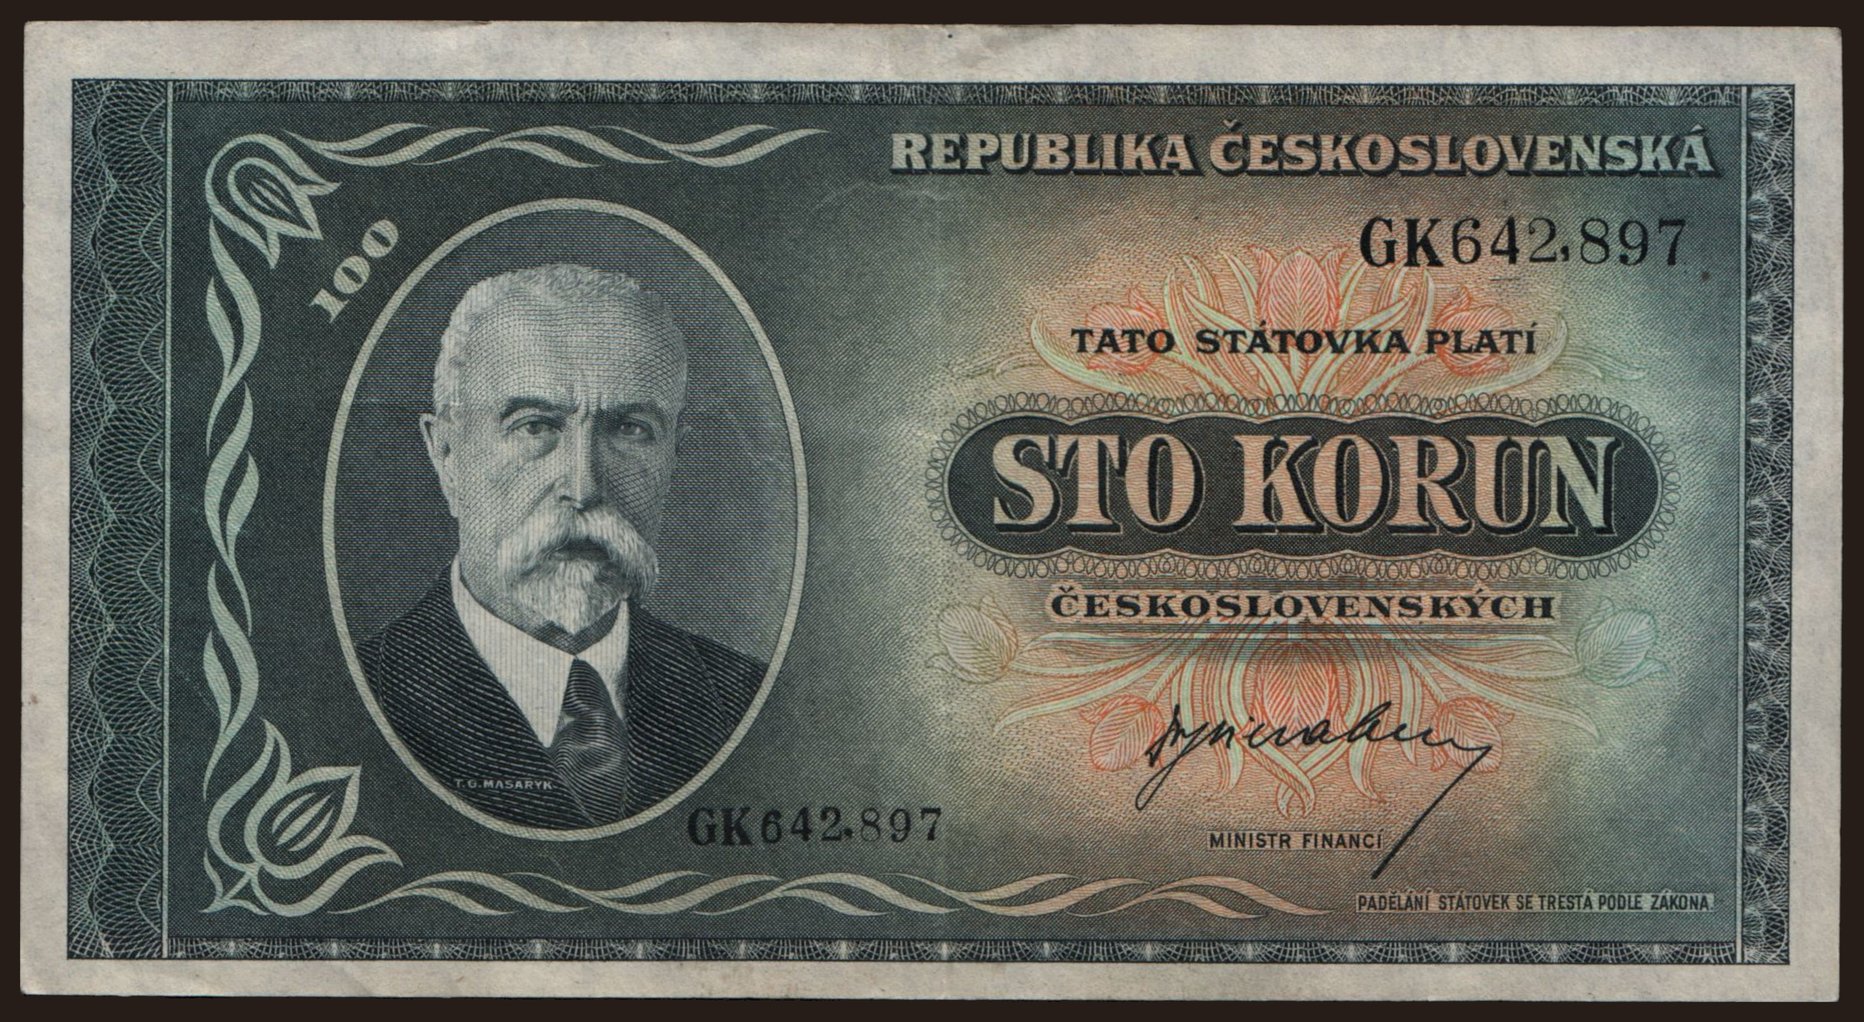 REPUBLIKA ČESKOSLOVENSKÁ
100
GK642,897
TATO STÁTOVKA PLATÍ
STO KORUN
ČESKOSLOVENSKÝCH
T.G. MASARYK
GK642,897
MINISTR FINANCÍ
PADĚLÁNÍ STÁTOVEK SE TRESTÁ PODLE ZÁKONA.